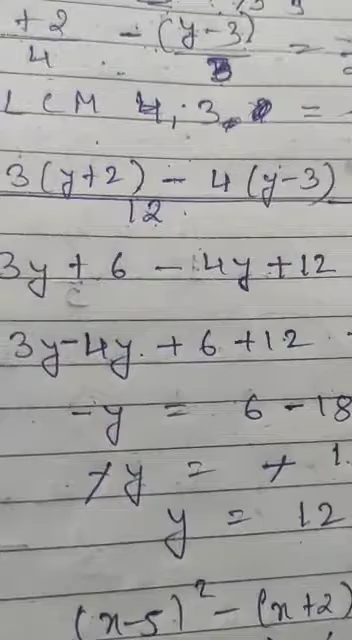 +2/4 - (y-3)/3 =
LCM 4, 3 =
3(y+2) - 4(y-3)
12
3y + 6 - 4y + 12
3y-4y + 6 + 12
-y = 6 - 18
-y = - 1
y = 12
(x-5)² - (x+2)